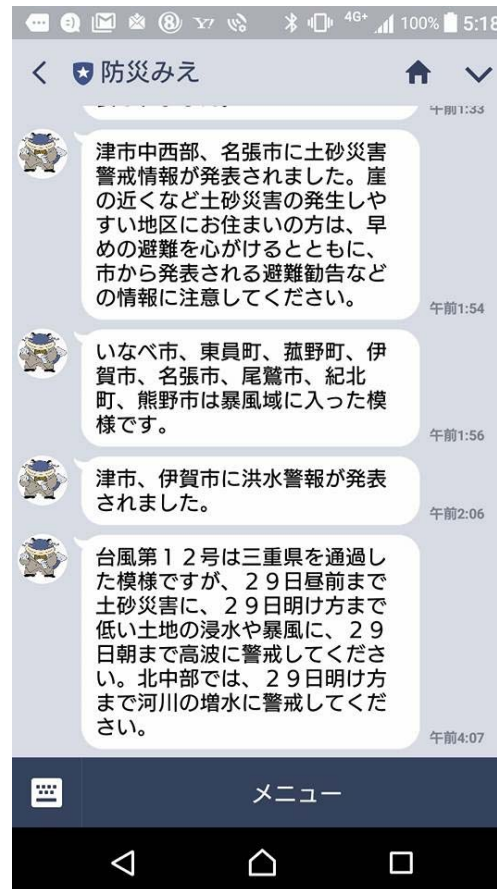 4G+ 100% 5:18
防災みえ
午前1:33
津市中西部、名張市に土砂災害
警戒情報が発表されました。崖
の近くなど土砂災害の発生しや
すい地区にお住まいの方は、早
めの避難を心がけるとともに、
市から発表される避難勧告など
の情報に注意してください。
午前1:54
いなべ市、東員町、菰野町、伊
賀市、名張市、尾鷲市、紀北
町、熊野市は暴風域に入った模
様です。
午前1:56
津市、伊賀市に洪水警報が発表
されました。
午前2:06
台風第12号は三重県を通過し
た模様ですが、29日昼前まで
土砂災害に、29日明け方まで
低い土地の浸水や暴風に、29
日朝まで高波に警戒してくださ
い。北中部では、29日明け方
まで河川の増水に警戒してくだ
さい。
午前4:07
メニュー